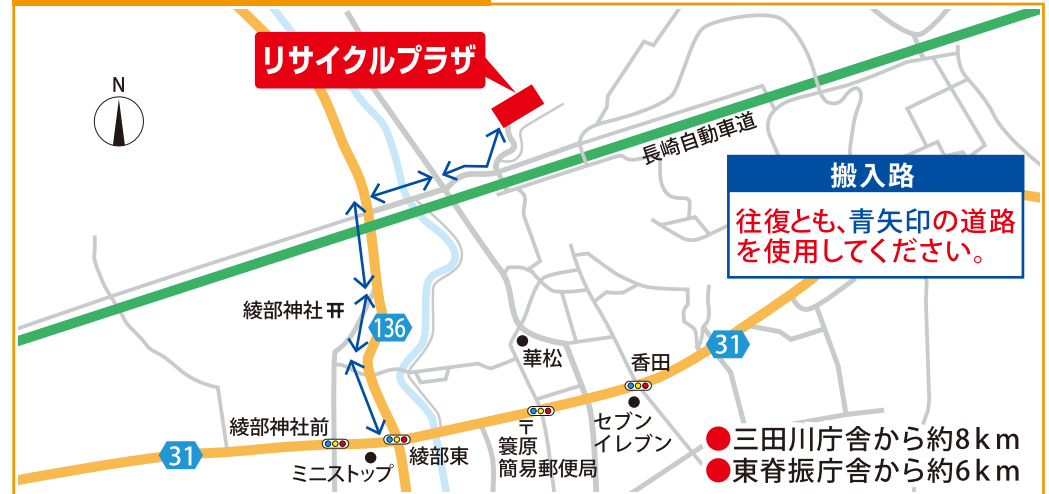 リサイクルプラザ
N
長崎自動車道
搬入路
往復とも、青矢印の道路
を使用してください。
綾部神社
136
31
華松
香田
セブン
イレブン
綾部神社前
綾部東
〒
簑原
簡易郵便局
31
ミニストップ
●三田川庁舎から約8km
●東脊振庁舎から約6km